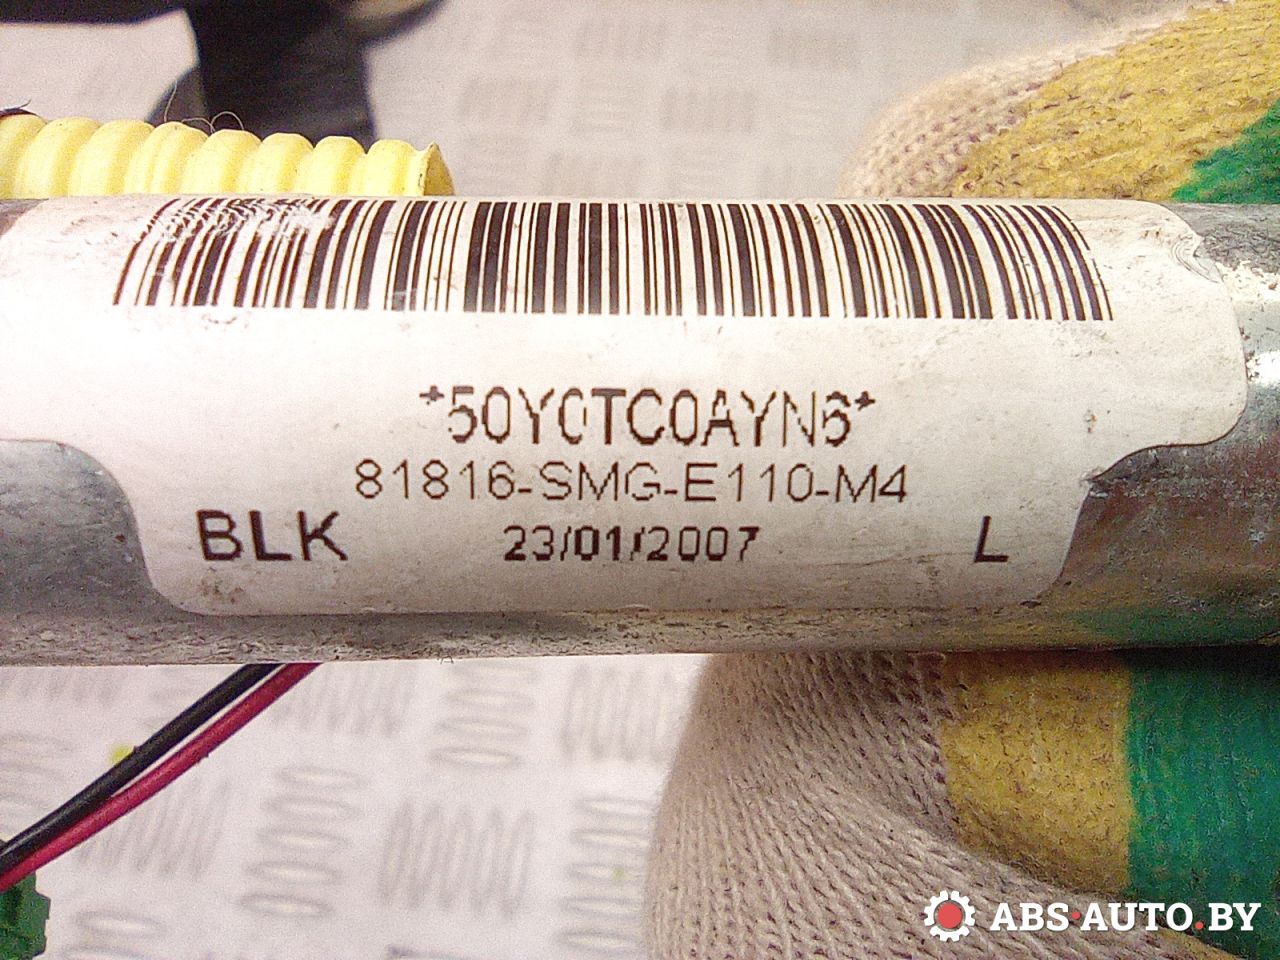 *50Y0TC0AYN6*
81816-SMG-E110-M4
BLK 23/01/2007 L
ABS·AUTO.BY